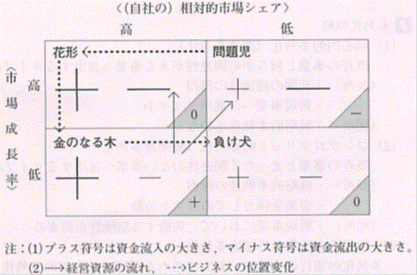 〈(自社の) 相対的市場シェア〉
高 低
花形 問題児
〈市場成長率〉
高
0
−
金のなる木 負け犬
低
+
0
注：(1)プラス符号は資金流入の大きさ，マイナス符号は資金流出の大きさ。
(2)─→経営資源の流れ，---→ビジネスの位置変化